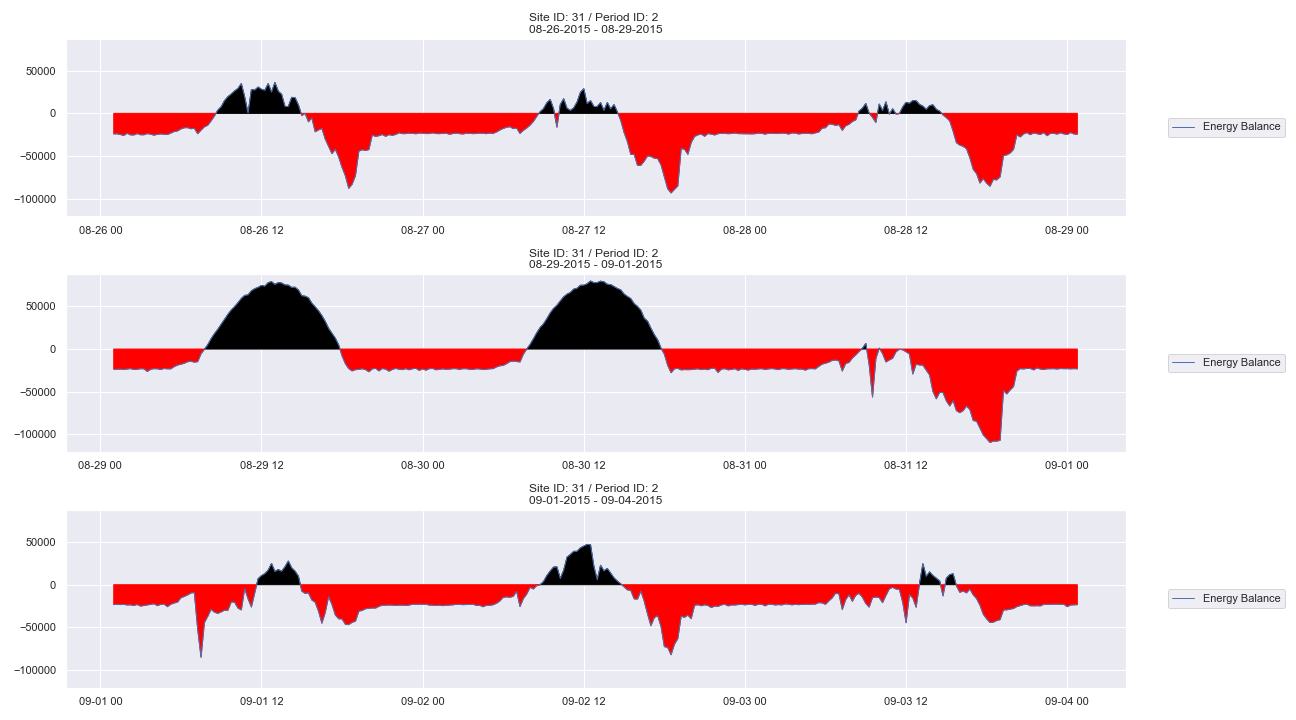 Site ID: 31 / Period ID: 2
08-26-2015 - 08-29-2015
50000
0
−50000
−100000
08-26 00 08-26 12 08-27 00 08-27 12 08-28 00 08-28 12 08-29 00
Energy Balance
Site ID: 31 / Period ID: 2
08-29-2015 - 09-01-2015
50000
0
−50000
−100000
08-29 00 08-29 12 08-30 00 08-30 12 08-31 00 08-31 12 09-01 00
Energy Balance
Site ID: 31 / Period ID: 2
09-01-2015 - 09-04-2015
50000
0
−50000
−100000
09-01 00 09-01 12 09-02 00 09-02 12 09-03 00 09-03 12 09-04 00
Energy Balance